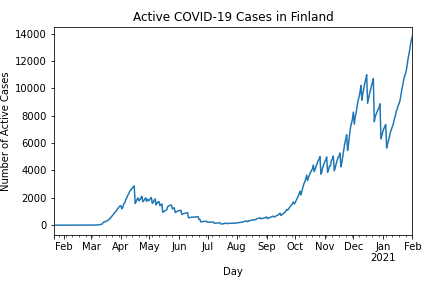 Active COVID-19 Cases in Finland
14000
12000
10000
8000
6000
4000
2000
0
Number of Active Cases
Feb Mar Apr May Jun Jul Aug Sep Oct Nov Dec Jan Feb
2021
Day